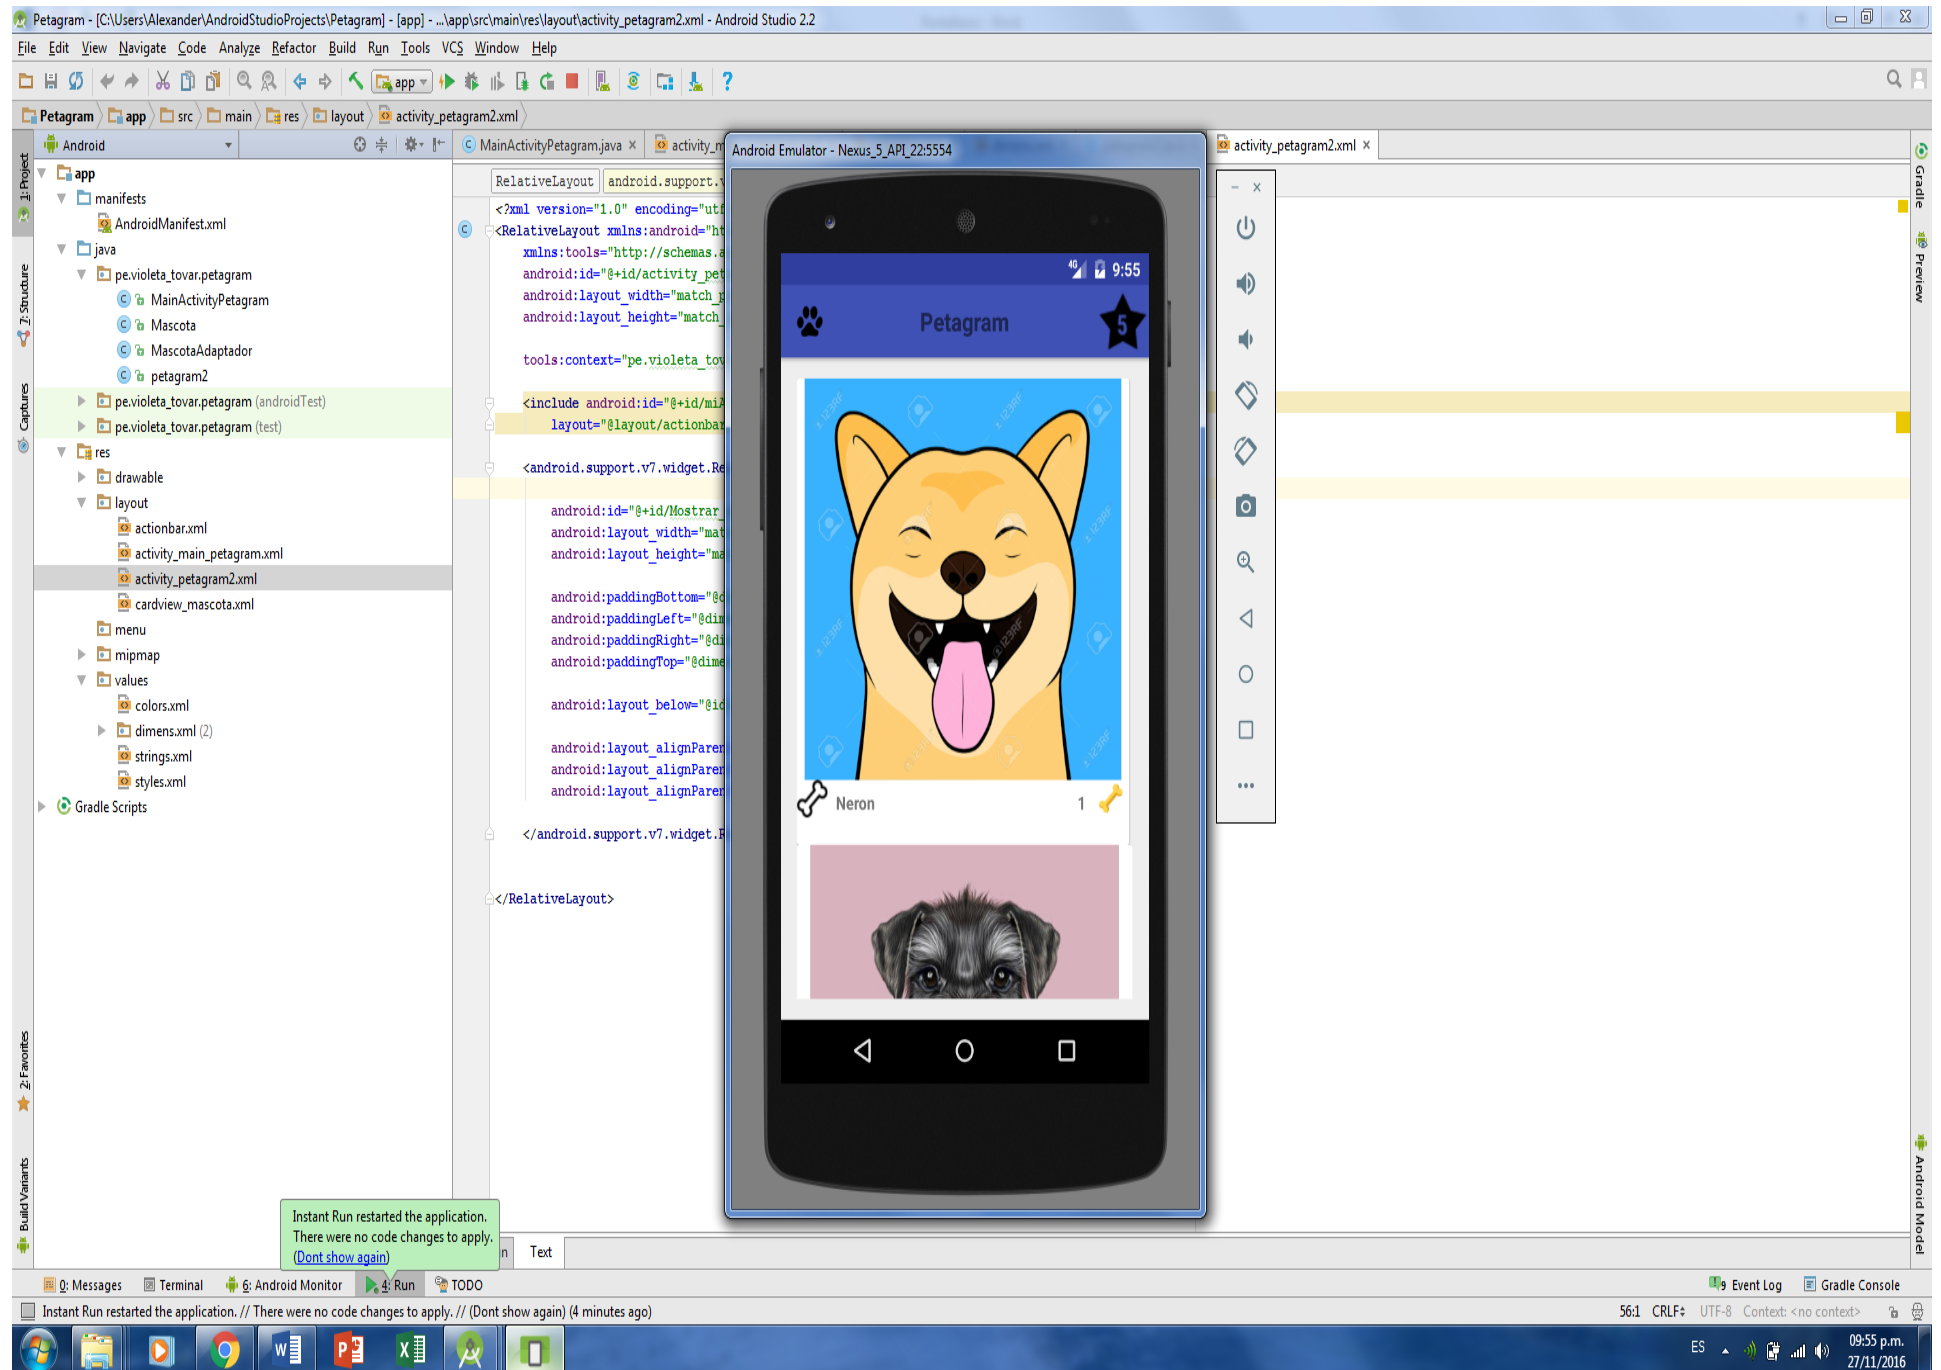 Petagram - [C:\Users\Alexander\AndroidStudioProjects\Petagram] - [app] - ...\app\src\main\res\layout\activity_petagram2.xml - Android Studio 2.2
File Edit View Navigate Code Analyze Refactor Build Run Tools VCS Window Help
app
Petagram app src main res layout activity_petagram2.xml
Android
MainActivityPetagram.java
activity_m
activity_petagram2.xml
1: Project
7: Structure
Captures
2: Favorites
Build Variants
app
manifests
AndroidManifest.xml
java
pe.violeta_tovar.petagram
MainActivityPetagram
Mascota
MascotaAdaptador
petagram2
pe.violeta_tovar.petagram (androidTest)
pe.violeta_tovar.petagram (test)
res
drawable
layout
actionbar.xml
activity_main_petagram.xml
activity_petagram2.xml
cardview_mascota.xml
menu
mipmap
values
colors.xml
dimens.xml (2)
strings.xml
styles.xml
Gradle Scripts
RelativeLayout android.support.v
<?xml version="1.0" encoding="utf
<RelativeLayout xmlns:android="ht
xmlns:tools="http://schemas.a
android:id="@+id/activity_pet
android:layout_width="match_p
android:layout_height="match_
tools:context="pe.violeta_tov
<include android:id="@+id/miA
layout="@layout/actionbar
<android.support.v7.widget.Re
android:id="@+id/Mostrar_
android:layout_width="mat
android:layout_height="ma
android:paddingBottom="@d
android:paddingLeft="@dim
android:paddingRight="@di
android:paddingTop="@dime
android:layout_below="@id
android:layout_alignParen
android:layout_alignParen
android:layout_alignParen
</android.support.v7.widget.R
</RelativeLayout>
Android Emulator - Nexus_5_API_22:5554
4G 9:55
Petagram 5
123RF
Neron 1
Gradle
Preview
Android Model
Instant Run restarted the application.
There were no code changes to apply.
(Dont show again)
n Text
0: Messages Terminal 6: Android Monitor 4: Run TODO
9 Event Log Gradle Console
Instant Run restarted the application. // There were no code changes to apply. // (Dont show again) (4 minutes ago)
56:1 CRLF UTF-8 Context: <no context>
ES
09:55 p.m.
27/11/2016